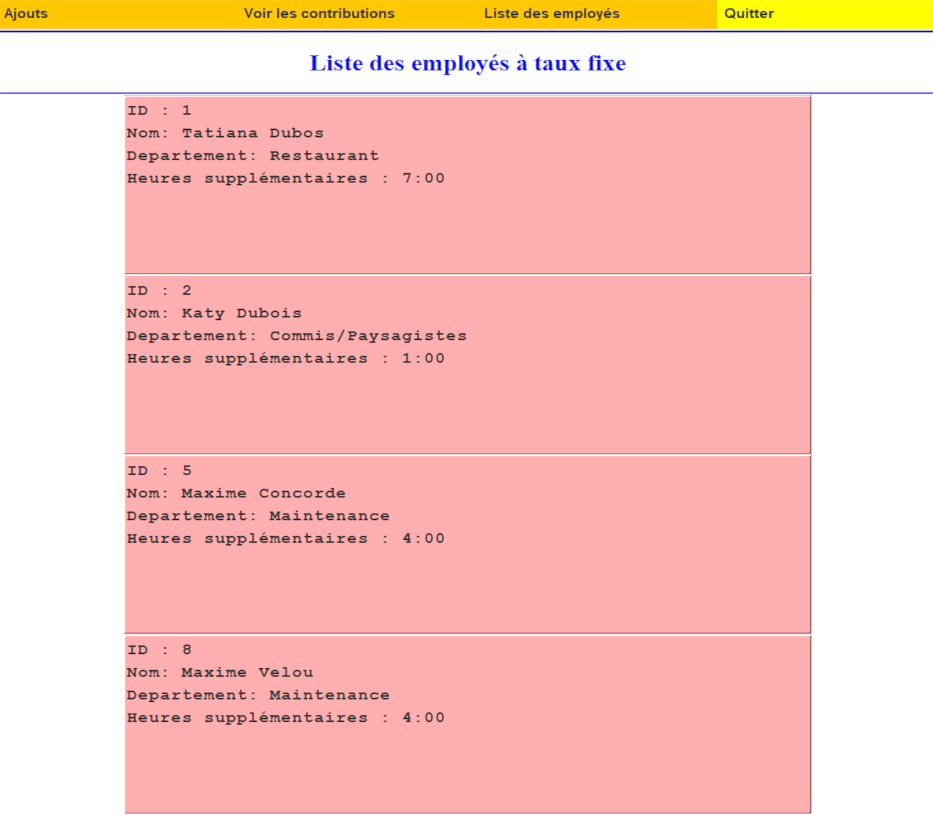 Ajouts Voir les contributions Liste des employés Quitter
Liste des employés à taux fixe
ID : 1
Nom: Tatiana Dubos
Departement: Restaurant
Heures supplémentaires : 7:00
ID : 2
Nom: Katy Dubois
Departement: Commis/Paysagistes
Heures supplémentaires : 1:00
ID : 5
Nom: Maxime Concorde
Departement: Maintenance
Heures supplémentaires : 4:00
ID : 8
Nom: Maxime Velou
Departement: Maintenance
Heures supplémentaires : 4:00